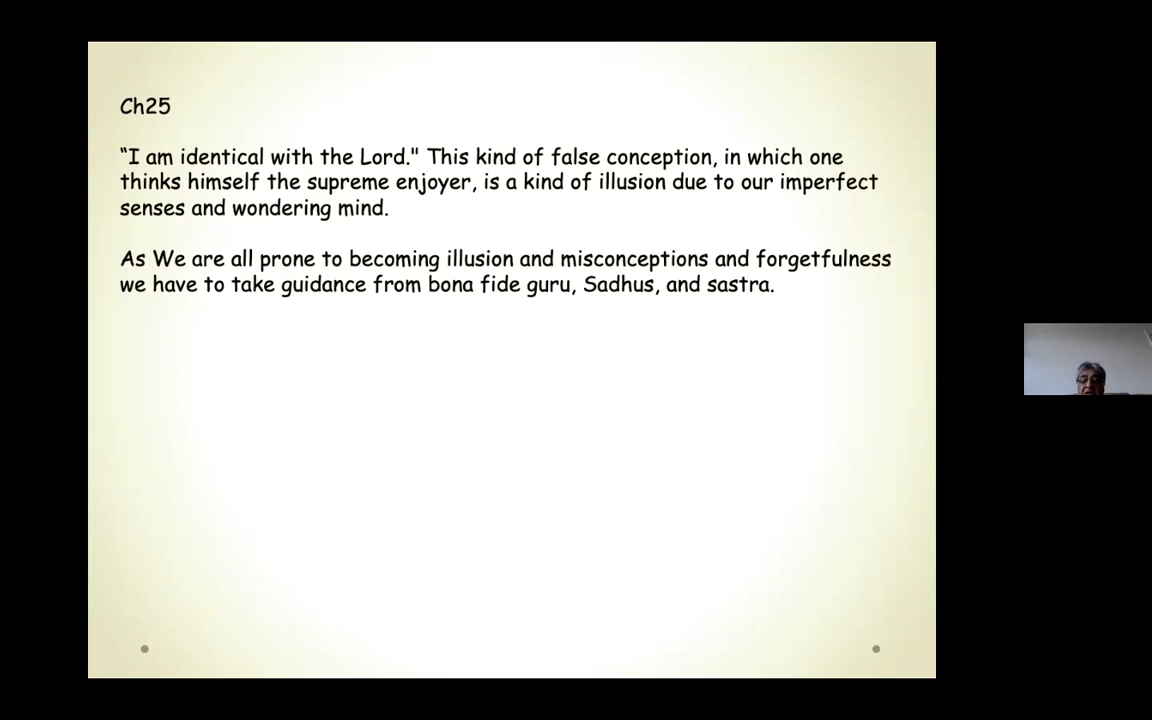 Ch25
“I am identical with the Lord." This kind of false conception, in which one
thinks himself the supreme enjoyer, is a kind of illusion due to our imperfect
senses and wondering mind.
As We are all prone to becoming illusion and misconceptions and forgetfulness
we have to take guidance from bona fide guru, Sadhus, and sastra.